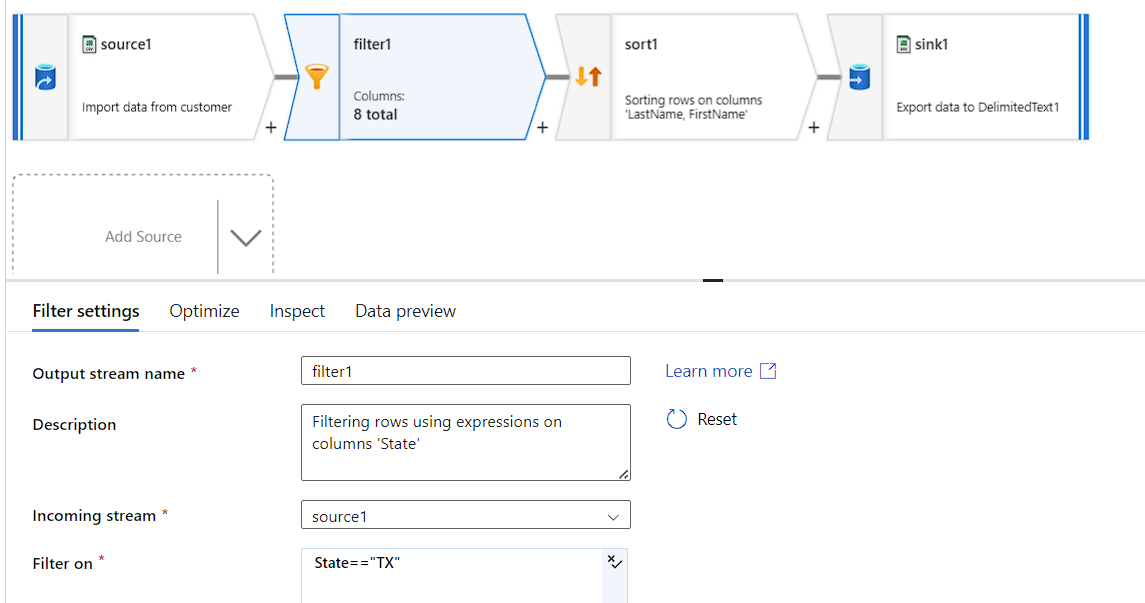 source1
Import data from customer
+
filter1
Columns:
8 total
+
sort1
Sorting rows on columns
'LastName, FirstName'
+
sink1
Export data to DelimitedText1
Add Source
Filter settings
Optimize
Inspect
Data preview
Output stream name *
filter1
Learn more
Description
Filtering rows using expressions on
columns 'State'
Reset
Incoming stream *
source1
Filter on *
State=="TX"